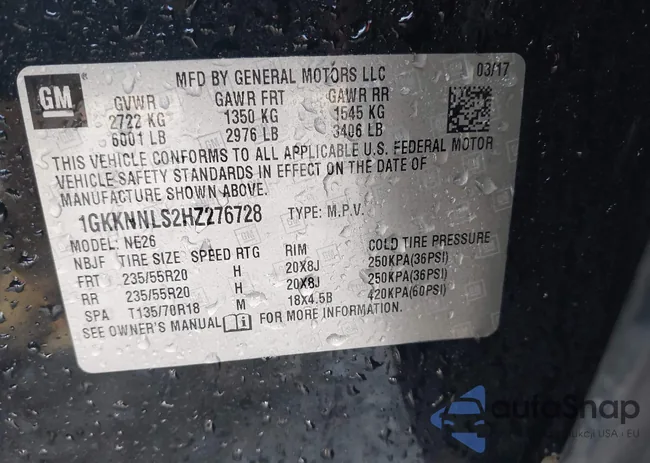 GM
MFD BY GENERAL MOTORS LLC 03/17
GVWR GAWR FRT GAWR RR
2722 KG 1350 KG 1545 KG
6001 LB 2976 LB 3406 LB
THIS VEHICLE CONFORMS TO ALL APPLICABLE U.S. FEDERAL MOTOR
VEHICLE SAFETY STANDARDS IN EFFECT ON THE DATE OF
MANUFACTURE SHOWN ABOVE.
1GKKNNLS2HZ276728 TYPE: M.P.V.
MODEL: NE26
NBJF TIRE SIZE SPEED RTG RIM COLD TIRE PRESSURE
FRT 235/55R20 H 20X8J 250KPA(36PSI)
RR 235/55R20 H 20X8J 250KPA(36PSI)
SPA T135/70R18 M 18X4.5B 420KPA(60PSI)
SEE OWNER'S MANUAL FOR MORE INFORMATION.
autoSnap
USA - EU